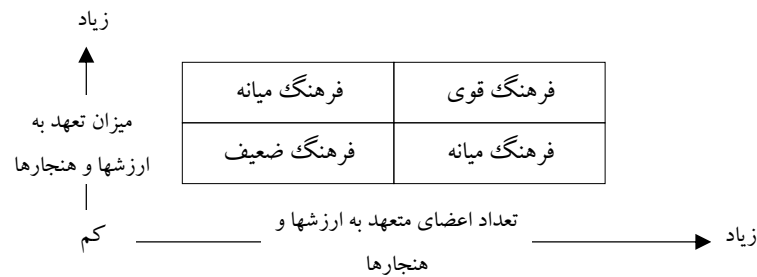 زیاد
فرهنگ قوی
فرهنگ میانه
میزان تعهد به
ارزشها و هنجارها
فرهنگ میانه
فرهنگ ضعیف
تعداد اعضای متعهد به ارزشها و
هنجارها
زیاد
کم